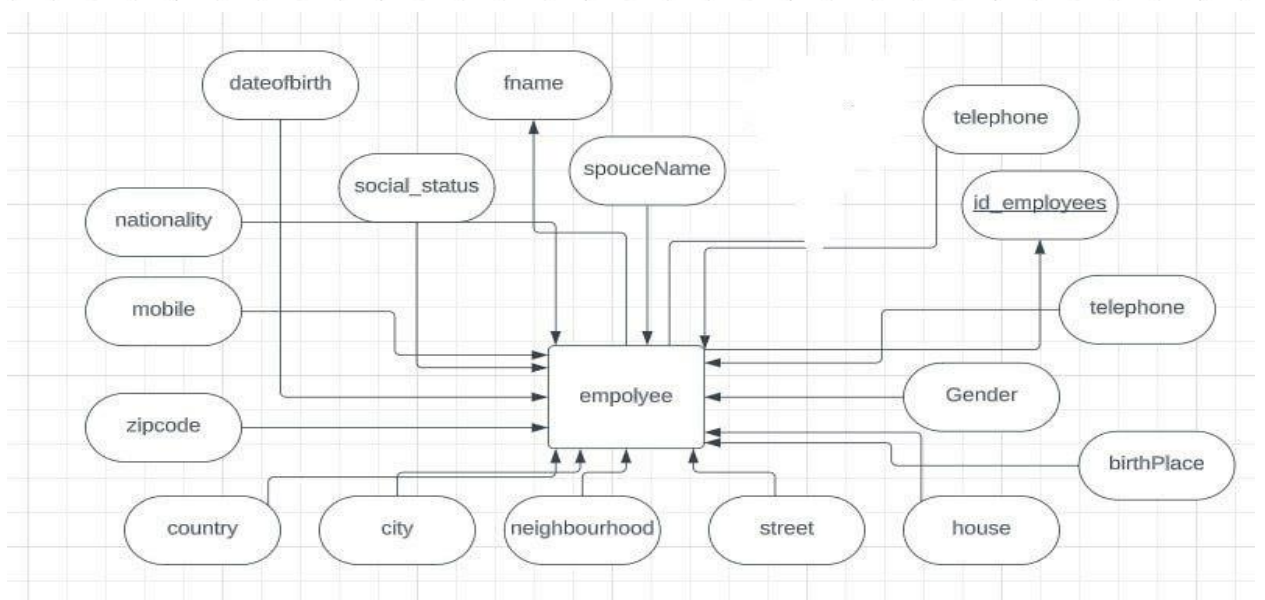 dateofbirth
fname
telephone
spouceName
social_status
id_employees
nationality
mobile
telephone
empolyee
Gender
zipcode
birthPlace
country
city
neighbourhood
street
house